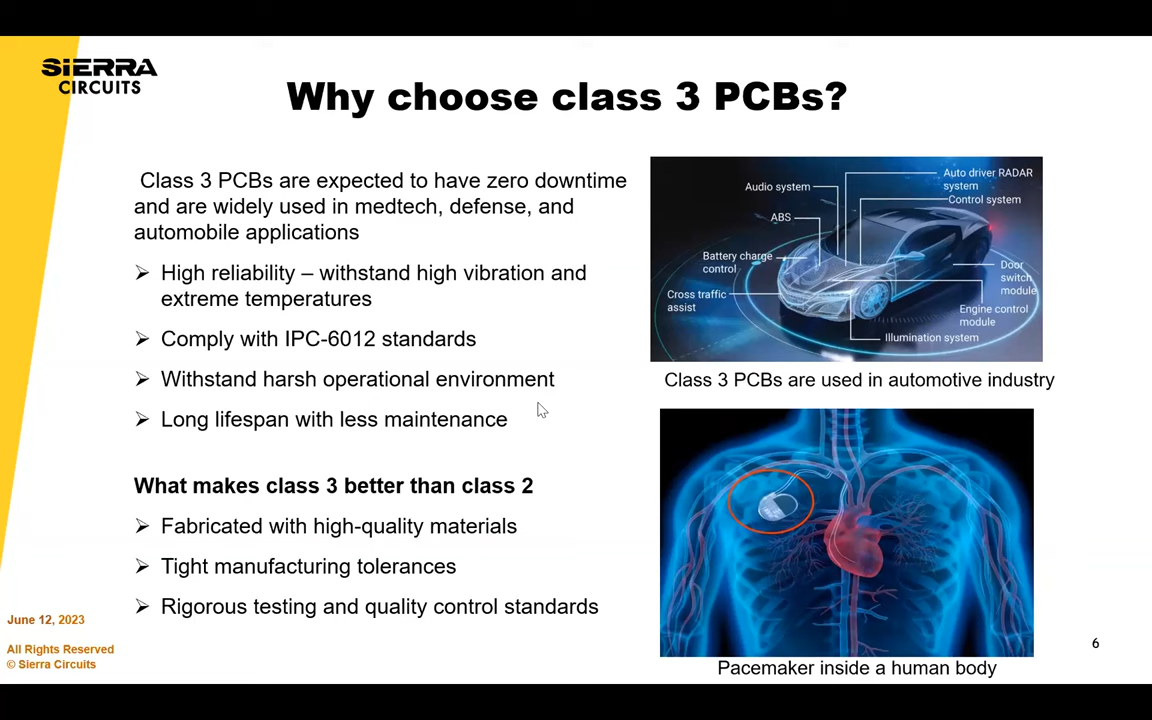 SIERRA
CIRCUITS
Why choose class 3 PCBs?
Class 3 PCBs are expected to have zero downtime
and are widely used in medtech, defense, and
automobile applications
➢ High reliability – withstand high vibration and
extreme temperatures
➢ Comply with IPC-6012 standards
➢ Withstand harsh operational environment
➢ Long lifespan with less maintenance
What makes class 3 better than class 2
➢ Fabricated with high-quality materials
➢ Tight manufacturing tolerances
➢ Rigorous testing and quality control standards
Audio system
Auto driver RADAR
system
Control system
ABS
Battery charge
control
Cross traffic
assist
Door
switch
module
Engine control
module
Illumination system
Class 3 PCBs are used in automotive industry
Pacemaker inside a human body
June 12, 2023
All Rights Reserved
© Sierra Circuits
6